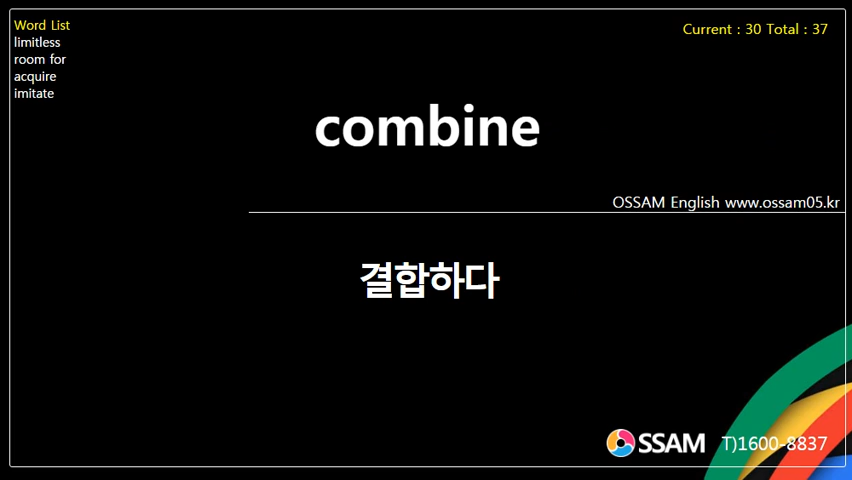 Word List
limitless
room for
acquire
imitate
Current : 30 Total : 37
combine
OSSAM English www.ossam05.kr
결합하다
OSSAM T)1600-8837